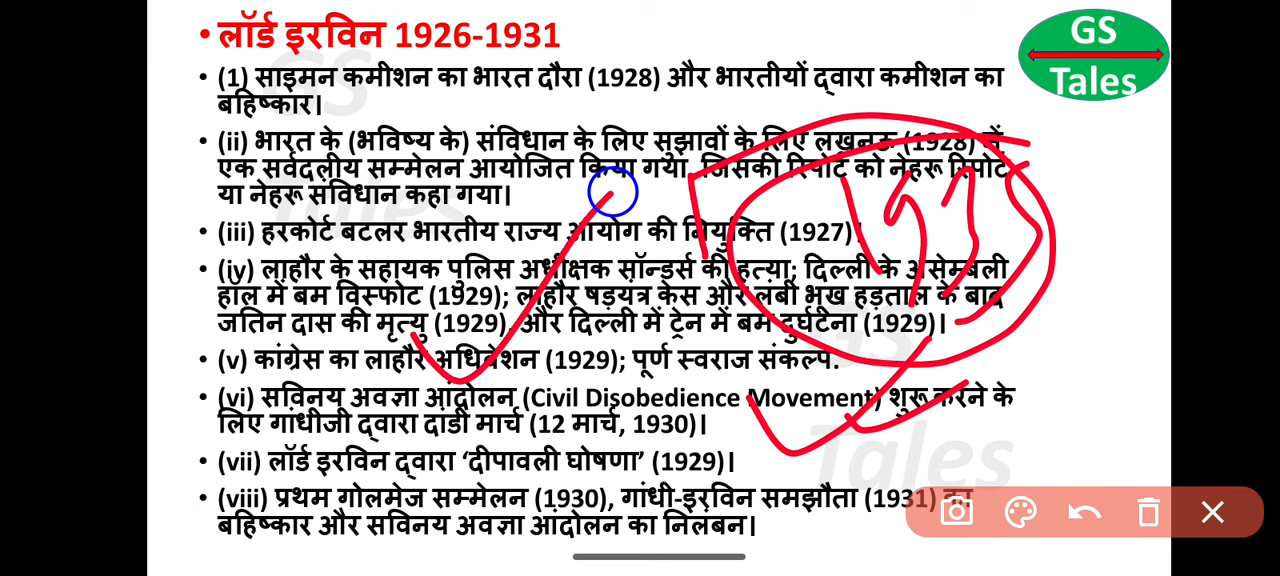 • लॉर्ड इरविन 1926-1931
GS
Tales
• (1) साइमन कमीशन का भारत दौरा (1928) और भारतीयों द्वारा कमीशन का
बहिष्कार।
• (ii) भारत के (भविष्य के) संविधान के लिए सुझावों के लिए लखनऊ (1928) में
एक सर्वदलीय सम्मेलन आयोजित किया गया, जिसकी रिपोर्ट को नेहरू रिपोर्ट
या नेहरू संविधान कहा गया।
• (iii) हरकोर्ट बटलर भारतीय राज्य आयोग की नियुक्ति (1927)।
• (iv) लाहौर के सहायक पुलिस अधीक्षक सॉन्डर्स की हत्या; दिल्ली के असेम्बली
हॉल में बम विस्फोट (1929); लाहौर षड्यंत्र केस और लंबी भूख हड़ताल के बाद
जतिन दास की मृत्यु (1929), और दिल्ली में ट्रेन में बम दुर्घटना (1929)।
• (v) कांग्रेस का लाहौर अधिवेशन (1929); पूर्ण स्वराज संकल्प.
• (vi) सविनय अवज्ञा आंदोलन (Civil Disobedience Movement) शुरू करने के
लिए गांधीजी द्वारा दांडी मार्च (12 मार्च, 1930)।
• (vii) लॉर्ड इरविन द्वारा ‘दीपावली घोषणा’ (1929)।
• (viii) प्रथम गोलमेज सम्मेलन (1930), गांधी-इरविन समझौता (1931) का
बहिष्कार और सविनय अवज्ञा आंदोलन का निलंबन।
GS
Tales
GS
Tales